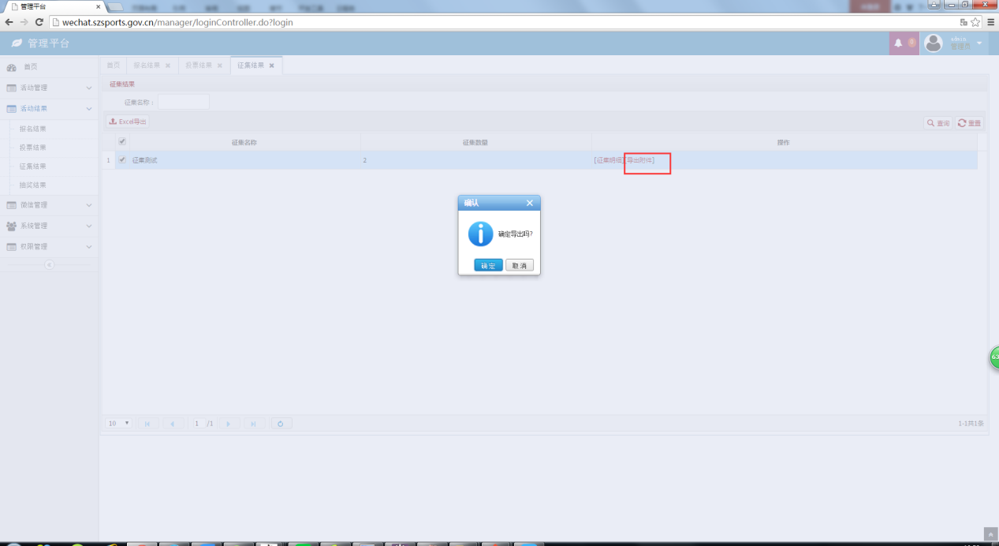 管理平台
wechat.szsports.gov.cn/manager/loginController.do?login
管理平台
admin
管理员
首页
活动管理
活动结果
报名结果
投票结果
征集结果
抽奖结果
微信管理
系统管理
权限管理
首页 报名结果 投票结果 征集结果
征集结果
征集名称：
Excel导出
查询 重置
征集名称 征集数量 操作
1 征集测试 2 [征集明细][导出附件]
确认
确定导出吗?
确定 取消
10 1 /1
1-1共1条